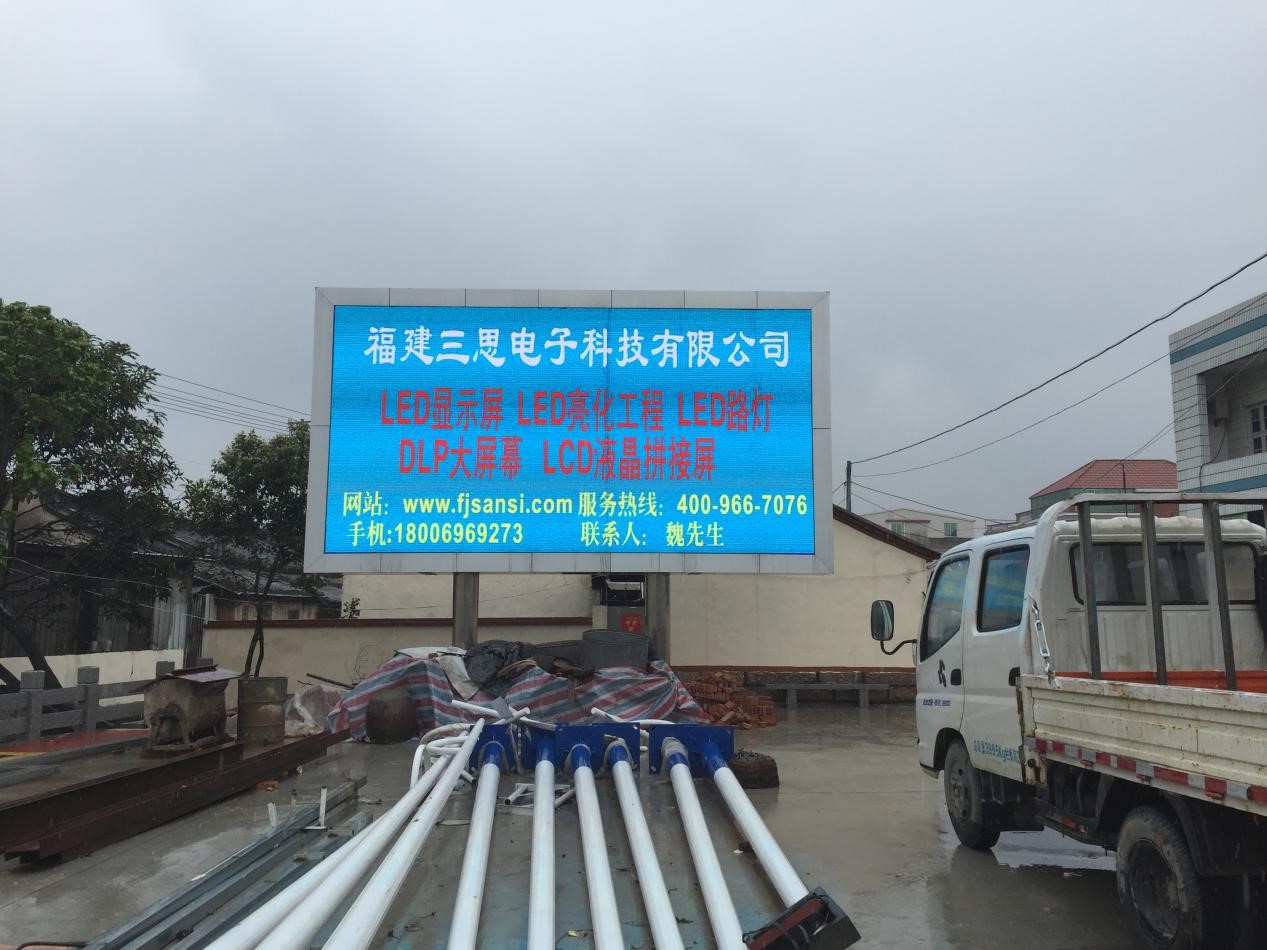 福建三思电子科技有限公司
LED显示屏 LED亮化工程 LED路灯
DLP大屏幕 LCD液晶拼接屏
网站: www.fjsansi.com 服务热线: 400-966-7076
手机:18006969273 联系人: 魏先生
3995Kg